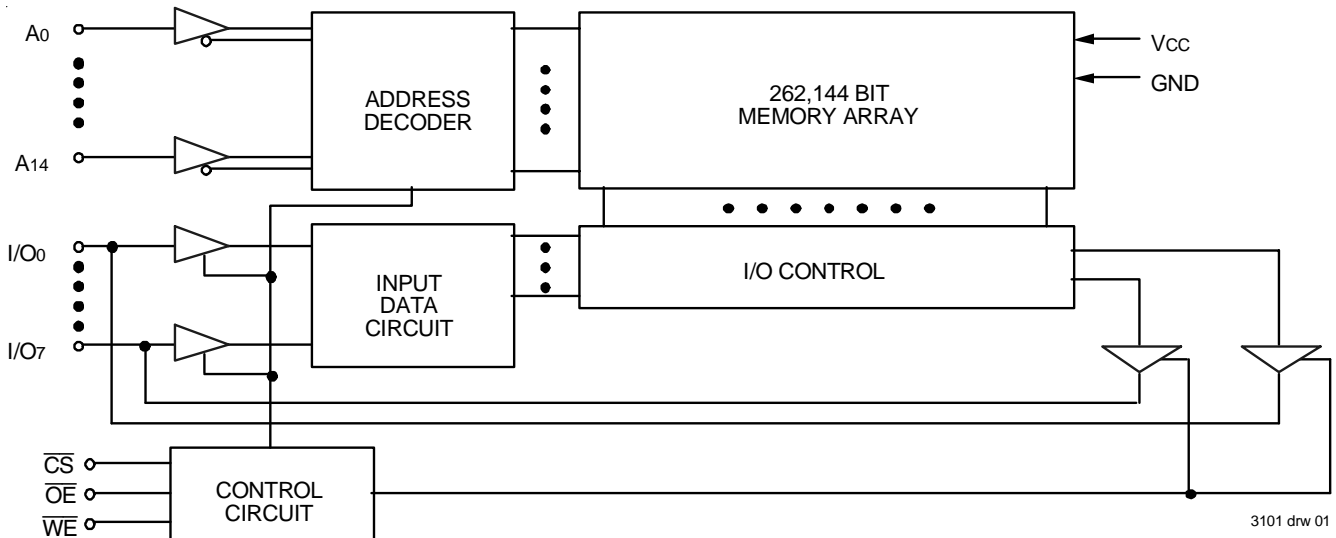 A0
VCC
GND
ADDRESS
DECODER
262,144 BIT
MEMORY ARRAY
A14
I/O0
INPUT
DATA
CIRCUIT
I/O CONTROL
I/O7
CS
OE
WE
CONTROL
CIRCUIT
3101 drw 01